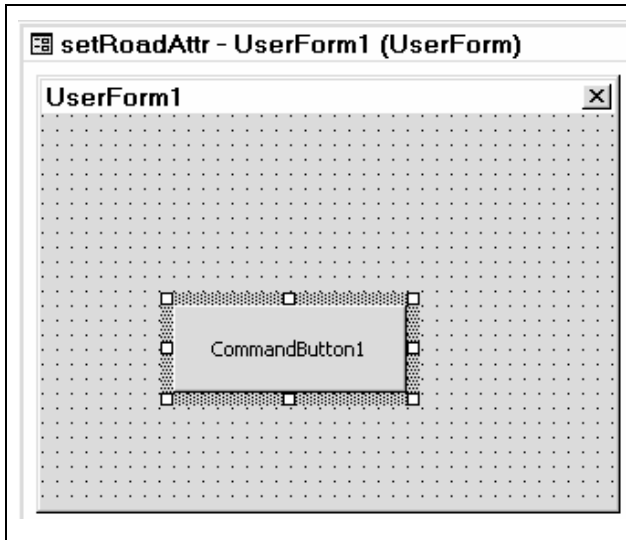 setRoadAttr - UserForm1 (UserForm)
UserForm1
CommandButton1